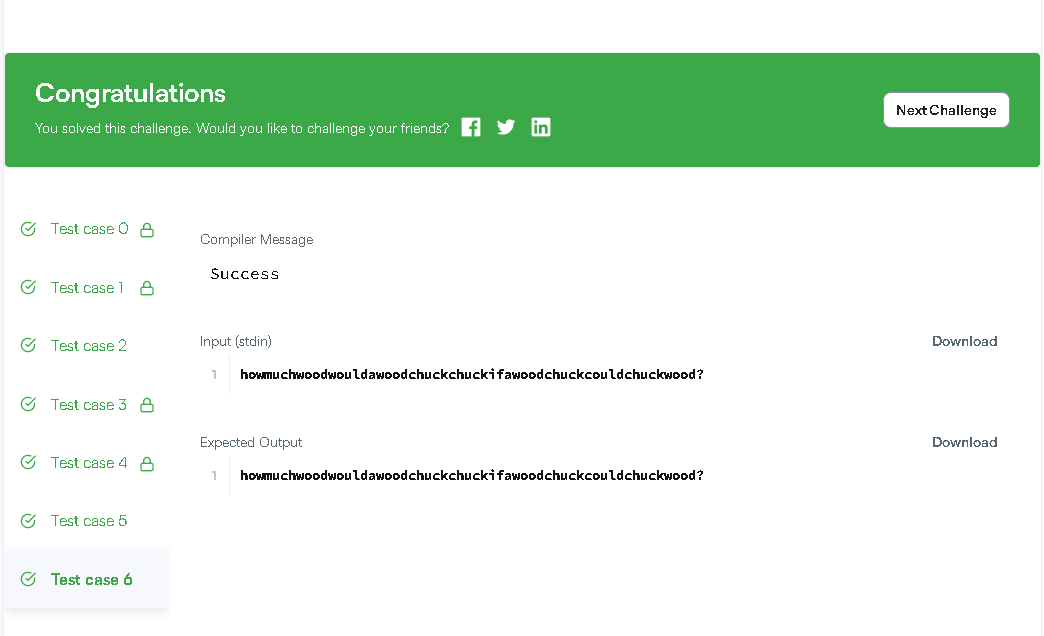 Congratulations
You solved this challenge. Would you like to challenge your friends?
Next Challenge
Test case 0
Test case 1
Test case 2
Test case 3
Test case 4
Test case 5
Test case 6
Compiler Message
Success
Input (stdin)
Download
1 howmuchwoodwouldawoodchuckchuckifawoodchuckcouldchuckwood?
Expected Output
Download
1 howmuchwoodwouldawoodchuckchuckifawoodchuckcouldchuckwood?